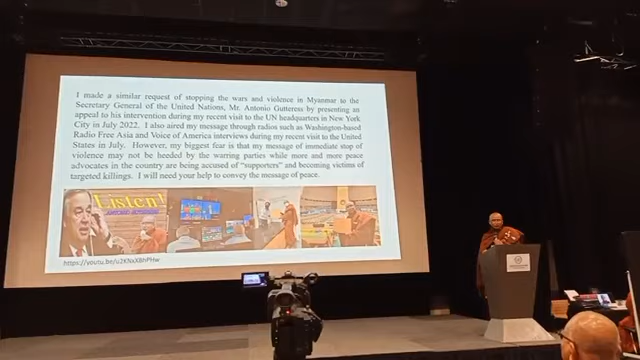 I made a similar request of stopping the wars and violence in Myanmar to the
Secretary General of the United Nations, Mr. Antonio Gutteress by presenting an
appeal to his intervention during my recent visit to the UN headquarters in New York
City in July 2022. I also aired my message through radios such as Washington-based
Radio Free Asia and Voice of America interviews during my recent visit to the United
States in July. However, my biggest fear is that my message of immediate stop of
violence may not be heeded by the warring parties while more and more peace
advocates in the country are being accused of "supporters" and becoming victims of
targeted killings. I will need your help to convey the message of peace.
Listen!
https://youtu.be/u2KNxXBhPHw